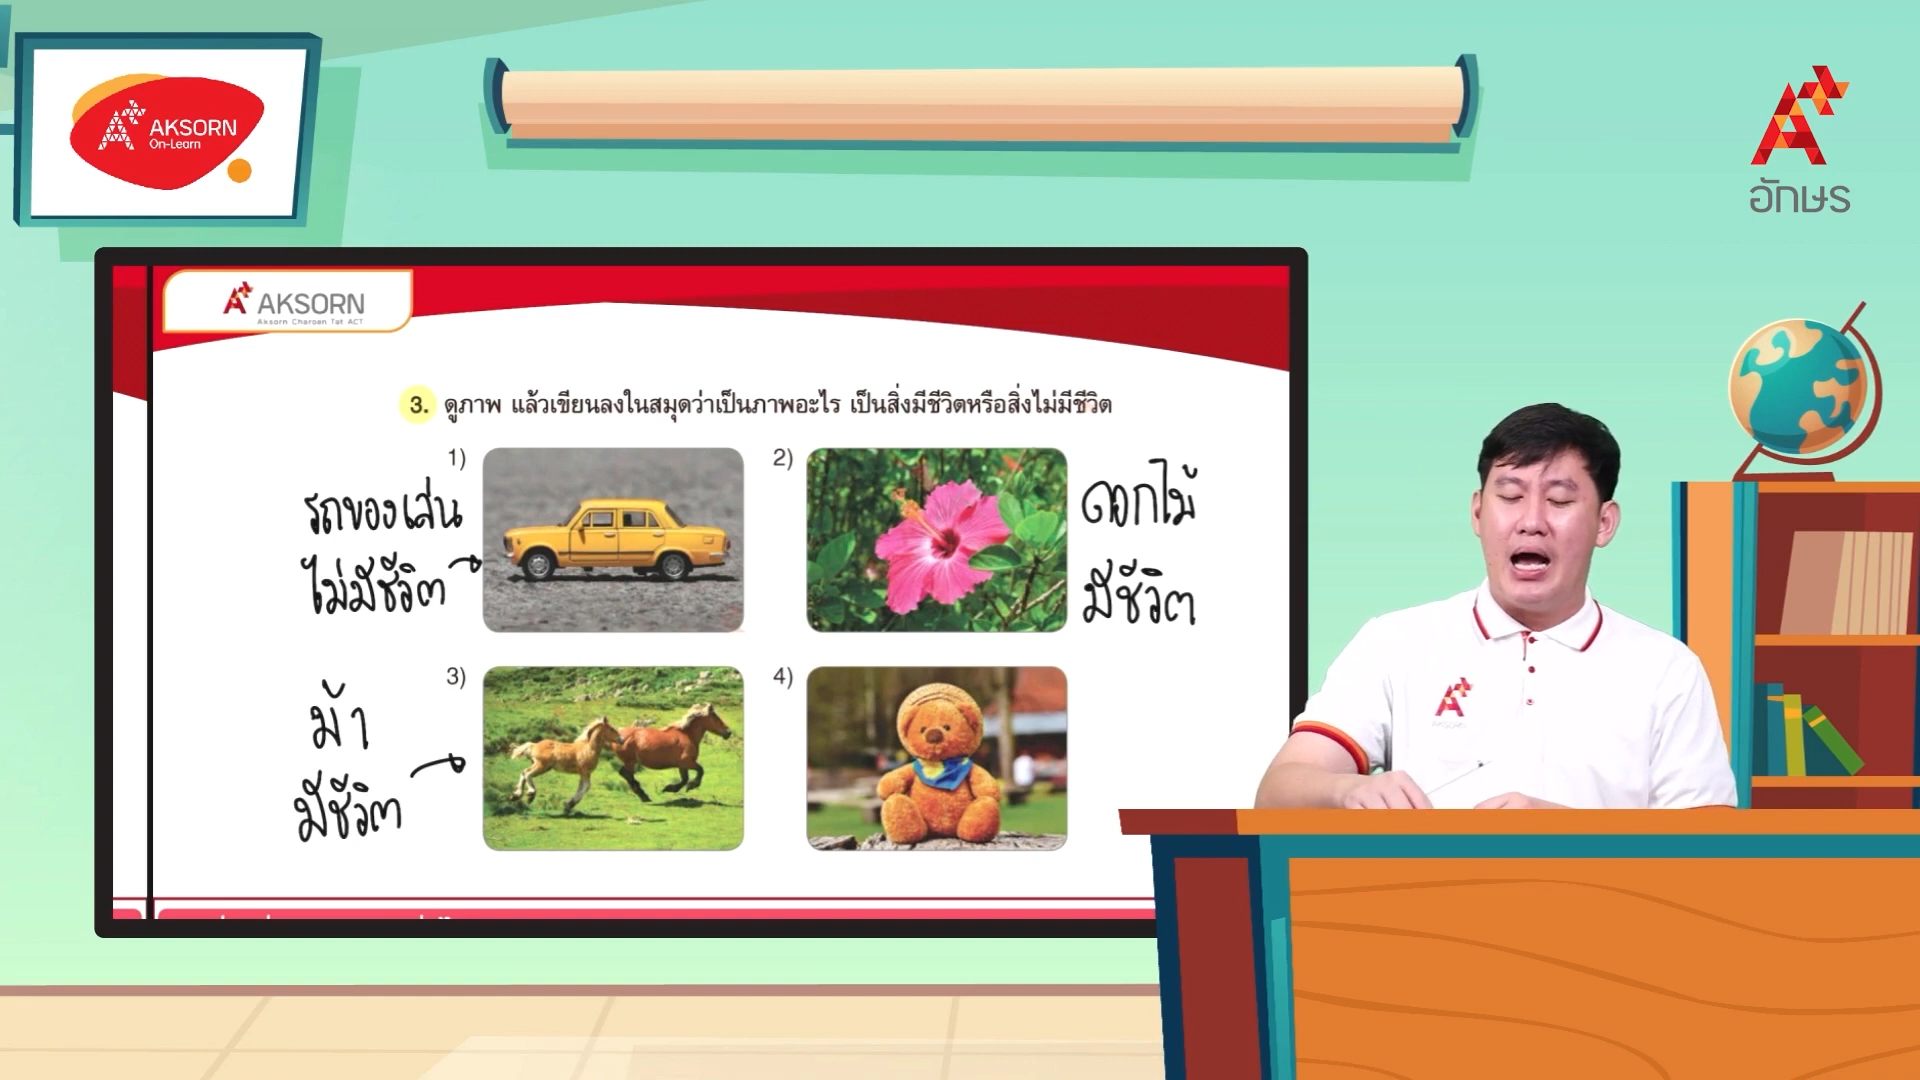 AKSORN
On-Learn
อักษร
AKSORN
Aksorn Charoen Tat ACT
3. ดูภาพ แล้วเขียนลงในสมุดว่าเป็นภาพอะไร เป็นสิ่งมีชีวิตหรือสิ่งไม่มีชีวิต
1)
รถของเล่น
ไม่มีชีวิต
2)
ดอกไม้
มีชีวิต
3)
ม้า
มีชีวิต
4)